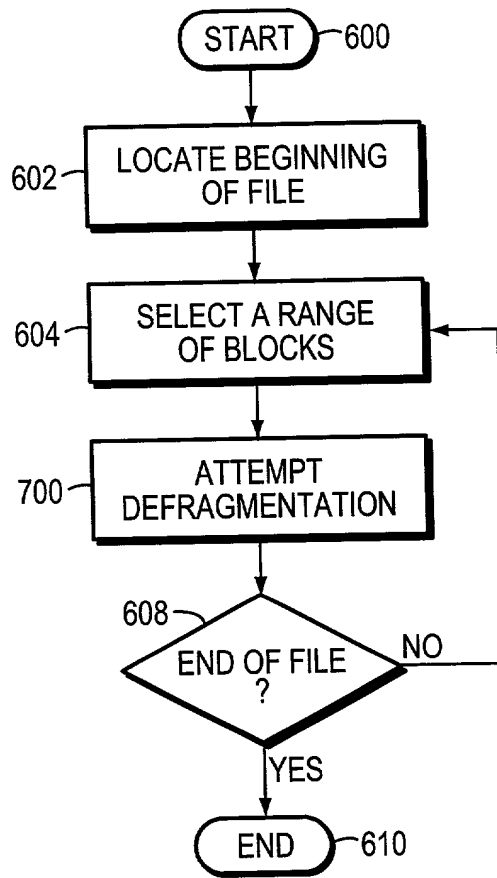 START
600
602
LOCATE BEGINNING
OF FILE
604
SELECT A RANGE
OF BLOCKS
700
ATTEMPT
DEFRAGMENTATION
608
END OF FILE
?
NO
YES
END
610